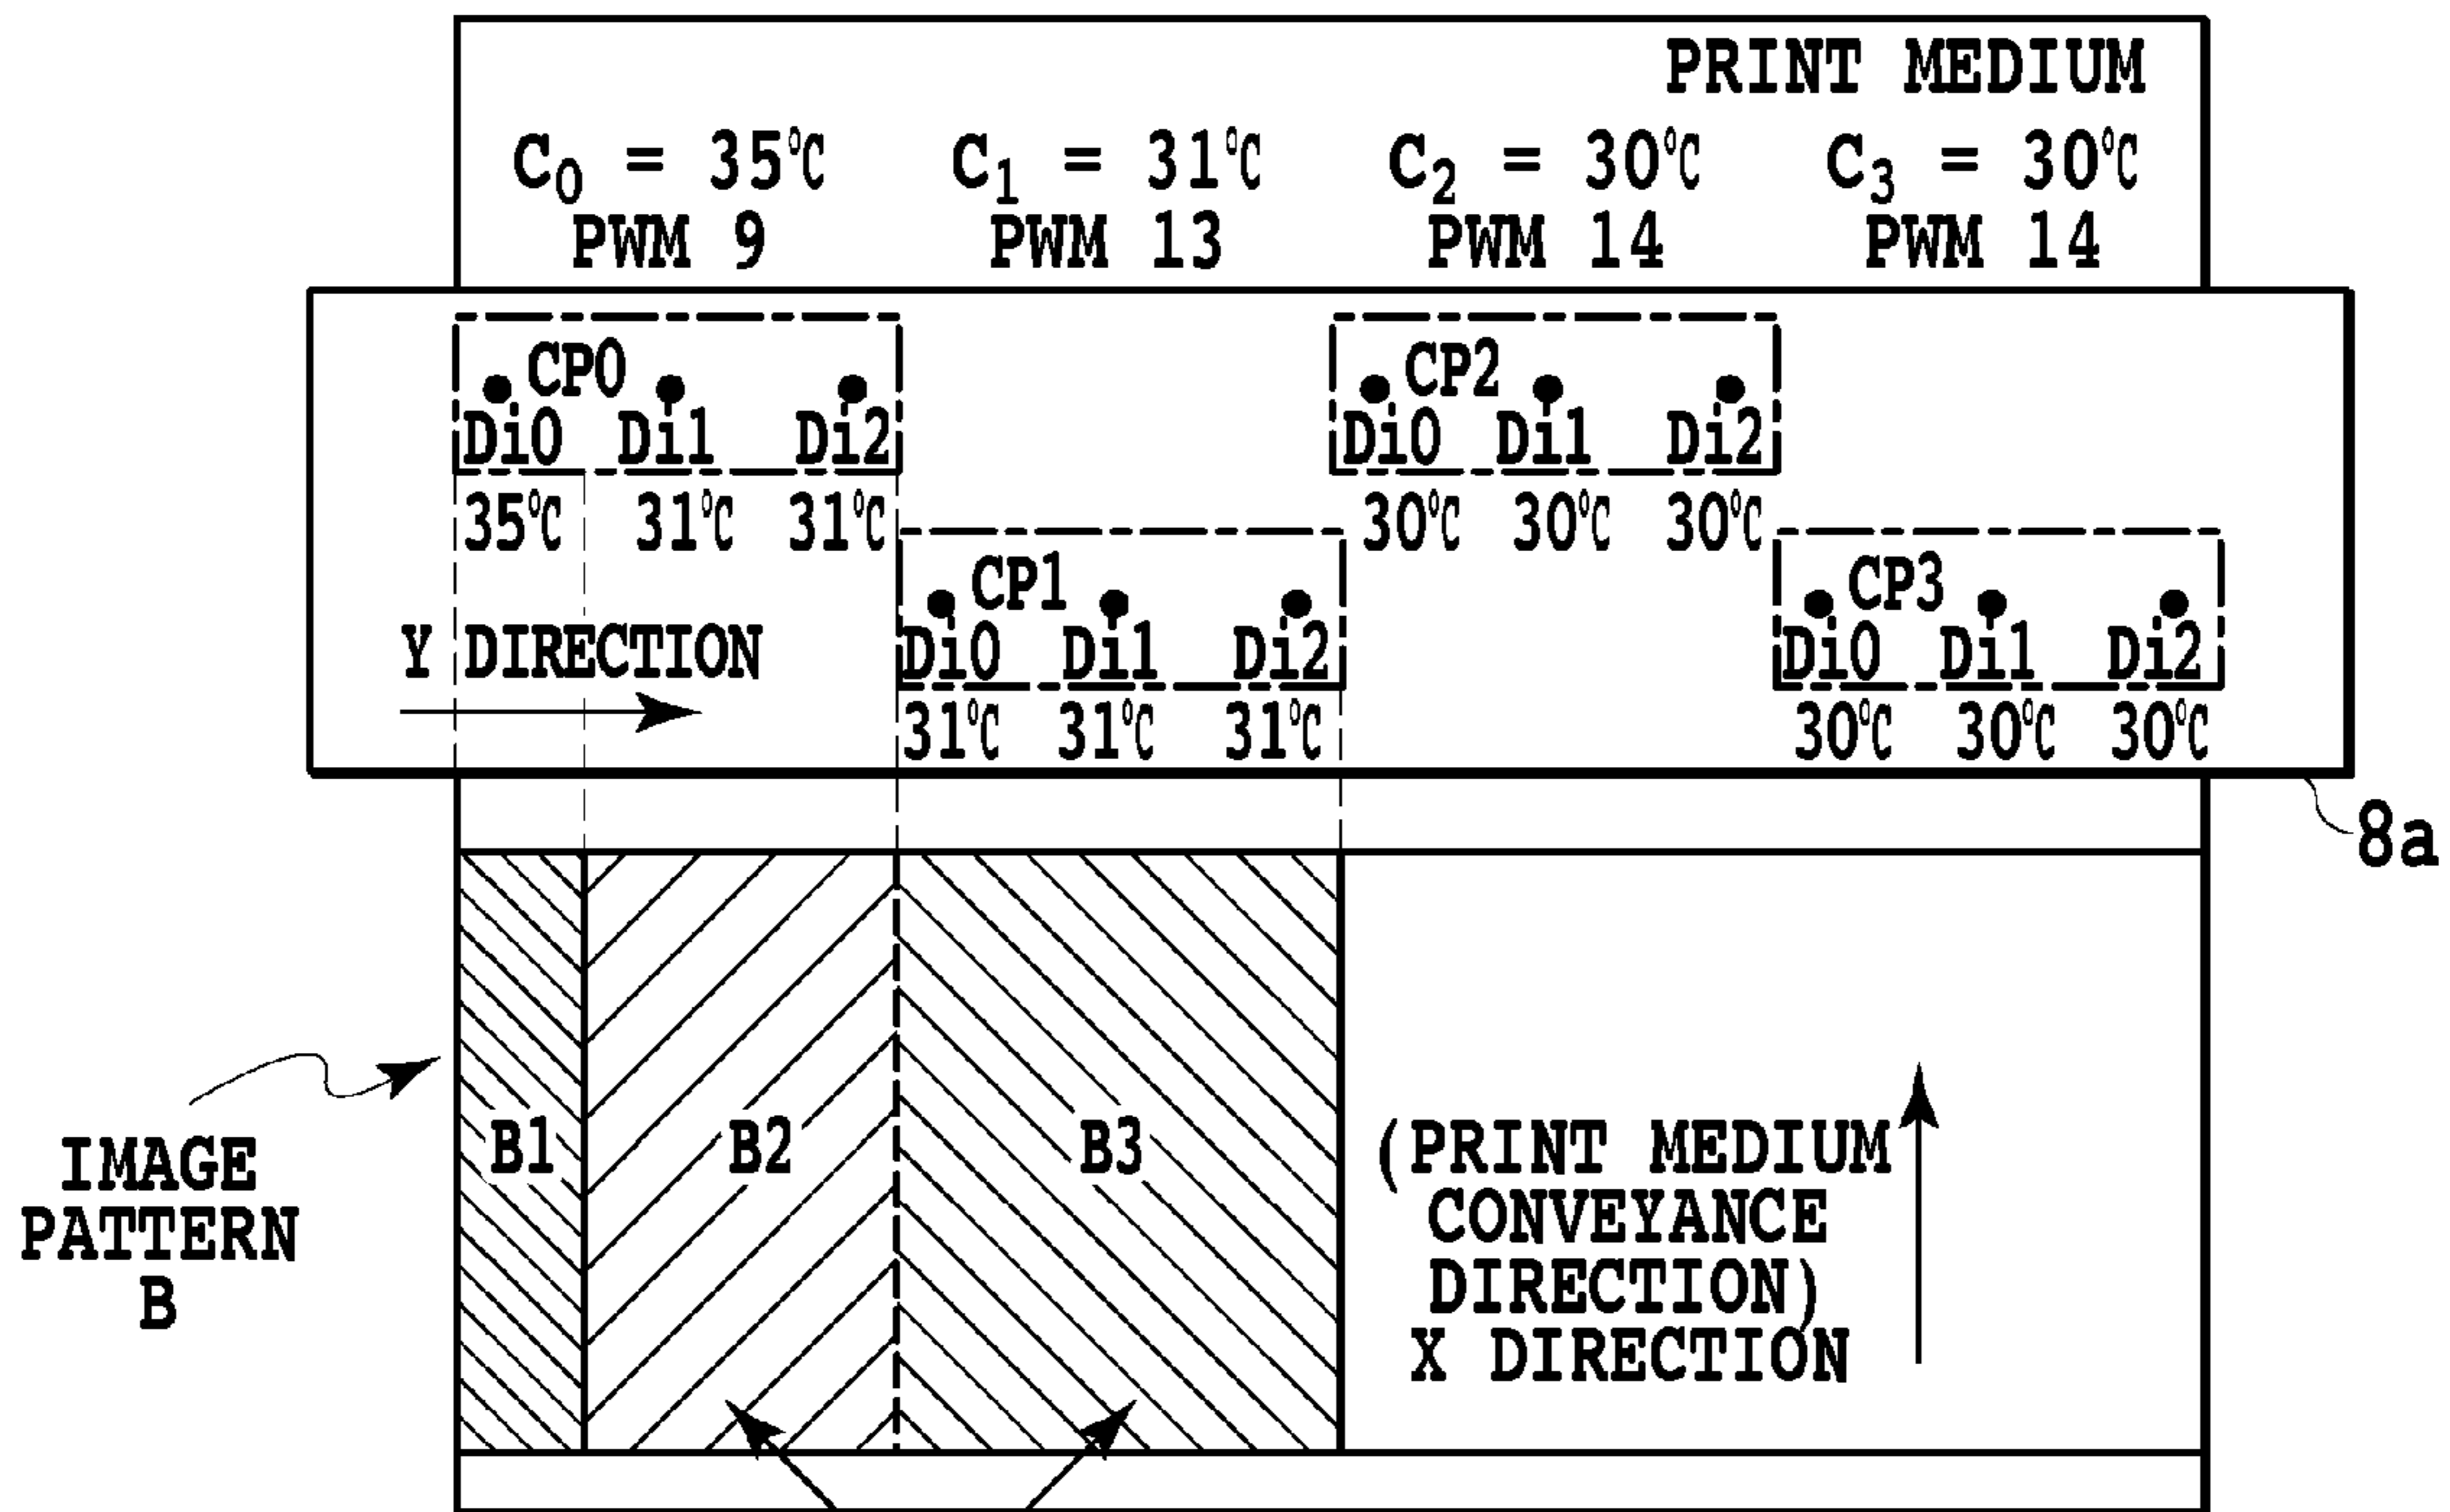 PRINT MEDIUM
C0 = 35℃ C1 = 31℃ C2 = 30℃ C3 = 30℃
PWM 9 PWM 13 PWM 14 PWM 14
CP0 CP2
Di0 Di1 Di2 Di0 Di1 Di2
35℃ 31℃ 31℃ 30℃ 30℃ 30℃
CP1 CP3
Y DIRECTION Di0 Di1 Di2 Di0 Di1 Di2
31℃ 31℃ 31℃ 30℃ 30℃ 30℃
8a
B1 B2 B3
IMAGE
PATTERN
B
(PRINT MEDIUM
CONVEYANCE
DIRECTION)
X DIRECTION